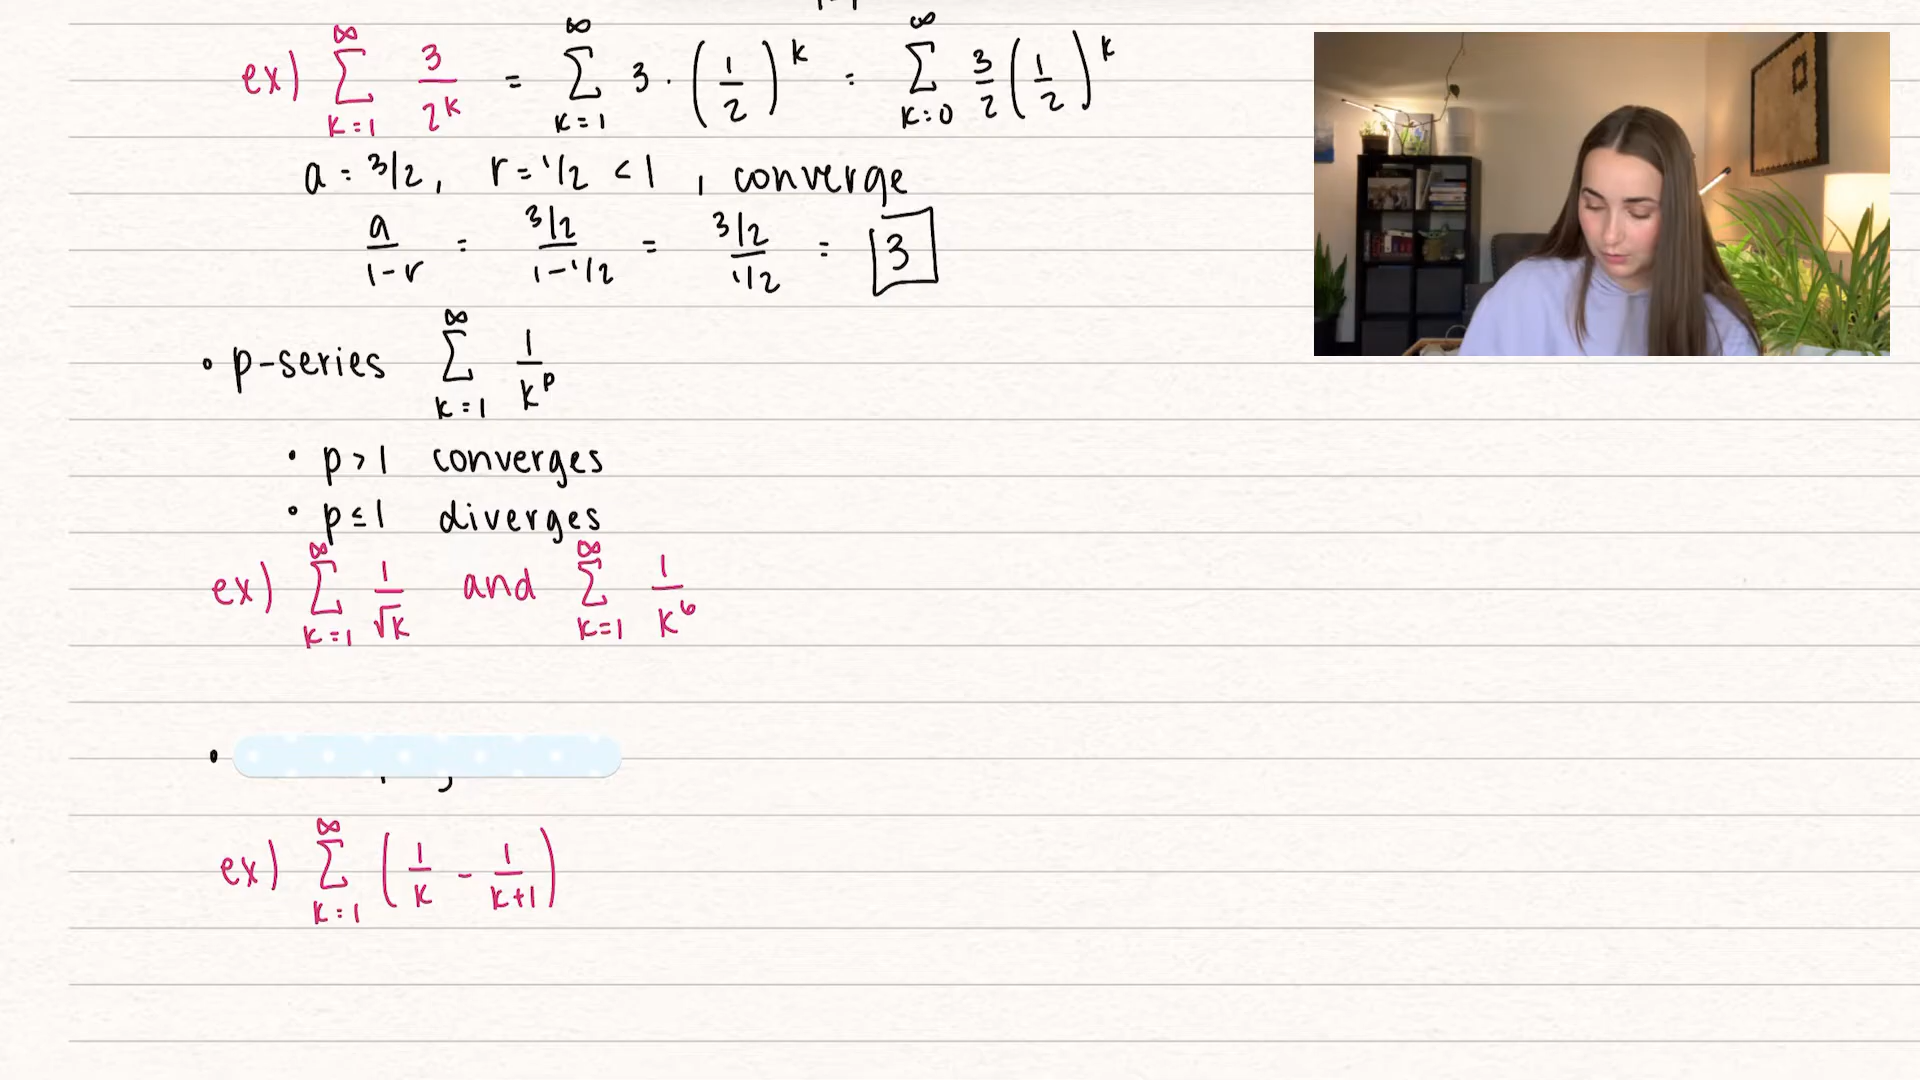 ex) ∞ Σ k=1 3/2^k = ∞ Σ k=1 3 · (1/2)^k = ∞ Σ k=0 3/2 (1/2)^k
a = 3/2, r = 1/2 < 1, converge
a/(1-r) = (3/2)/(1-1/2) = (3/2)/(1/2) = 3
• p-series ∞ Σ k=1 1/k^p
• p > 1 converges
• p ≤ 1 diverges
ex) ∞ Σ k=1 1/√k and ∞ Σ k=1 1/k^6
•
ex) ∞ Σ k=1 (1/k - 1/(k+1))